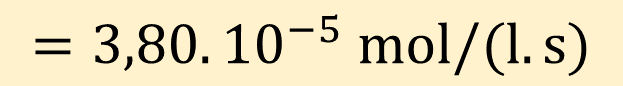 = 3,80. 10⁻⁵ mol/(l. s)